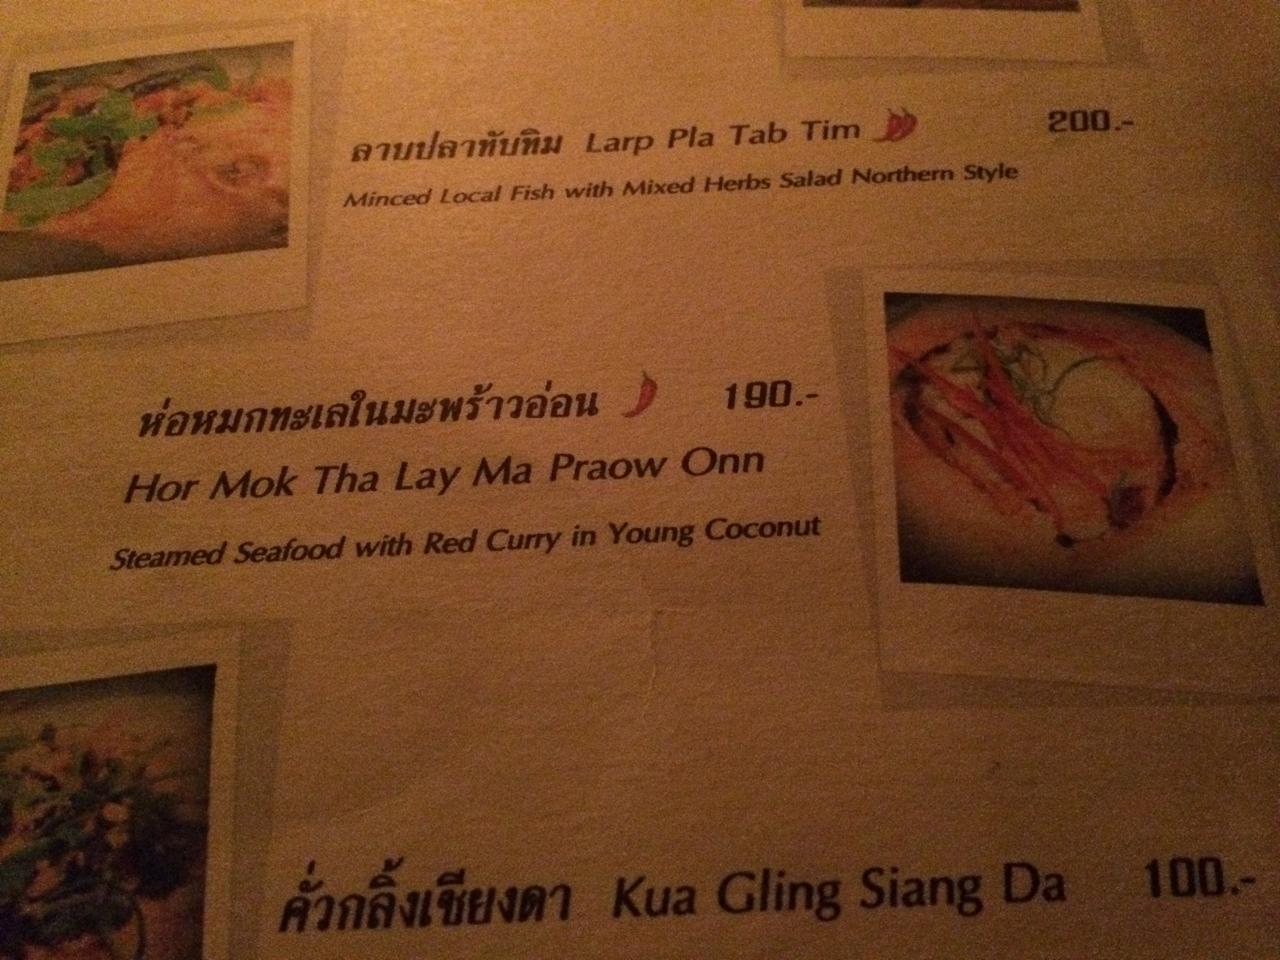 ลาบปลาทับทิม Larp Pla Tab Tim 200.-
Minced Local Fish with Mixed Herbs Salad Northern Style
ห่อหมกทะเลในมะพร้าวอ่อน 190.-
Hor Mok Tha Lay Ma Praow Onn
Steamed Seafood with Red Curry in Young Coconut
คั่วกลิ้งเชียงดา Kua Gling Siang Da 100.-